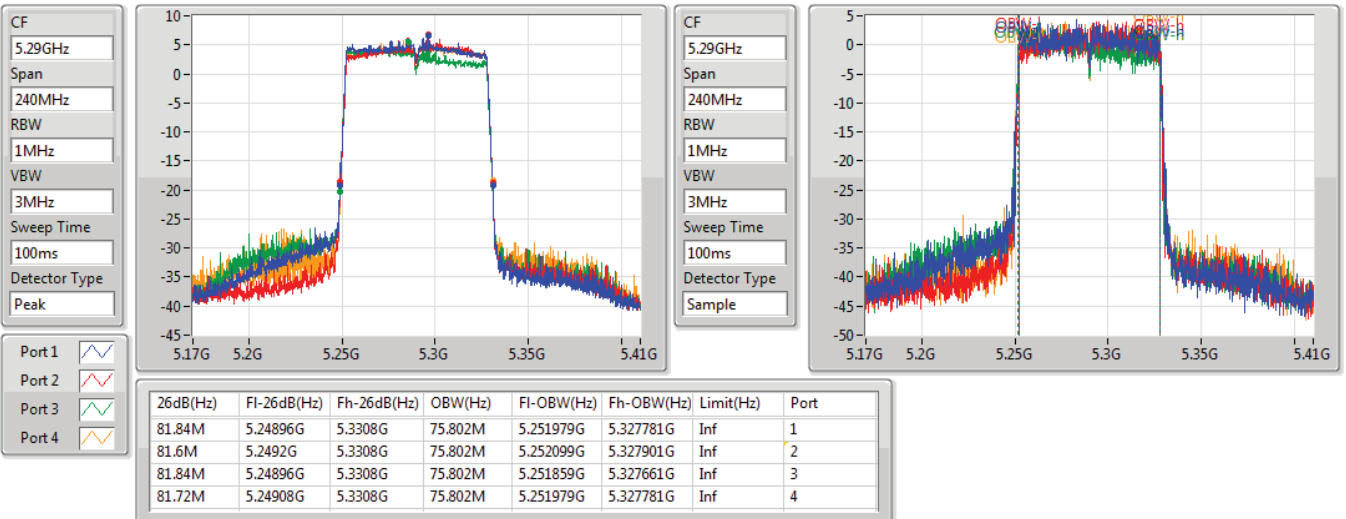 CF
5.29GHz
Span
240MHz
RBW
1MHz
VBW
3MHz
Sweep Time
100ms
Detector Type
Peak
10
5
0
-5
-10
-15
-20
-25
-30
-35
-40
-45
5.17G 5.2G 5.25G 5.3G 5.35G 5.41G
CF
5.29GHz
Span
240MHz
RBW
1MHz
VBW
3MHz
Sweep Time
100ms
Detector Type
Sample
5
0
-5
-10
-15
-20
-25
-30
-35
-40
-45
-50
5.17G 5.2G 5.25G 5.3G 5.35G 5.41G
Port 1
Port 2
Port 3
Port 4
26dB(Hz) Fl-26dB(Hz) Fh-26dB(Hz) OBW(Hz) Fl-OBW(Hz) Fh-OBW(Hz) Limit(Hz) Port
81.84M 5.24896G 5.3308G 75.802M 5.251979G 5.327781G Inf 1
81.6M 5.2492G 5.3308G 75.802M 5.252099G 5.327901G Inf 2
81.84M 5.24896G 5.3308G 75.802M 5.251859G 5.327661G Inf 3
81.72M 5.24908G 5.3308G 75.802M 5.251979G 5.327781G Inf 4